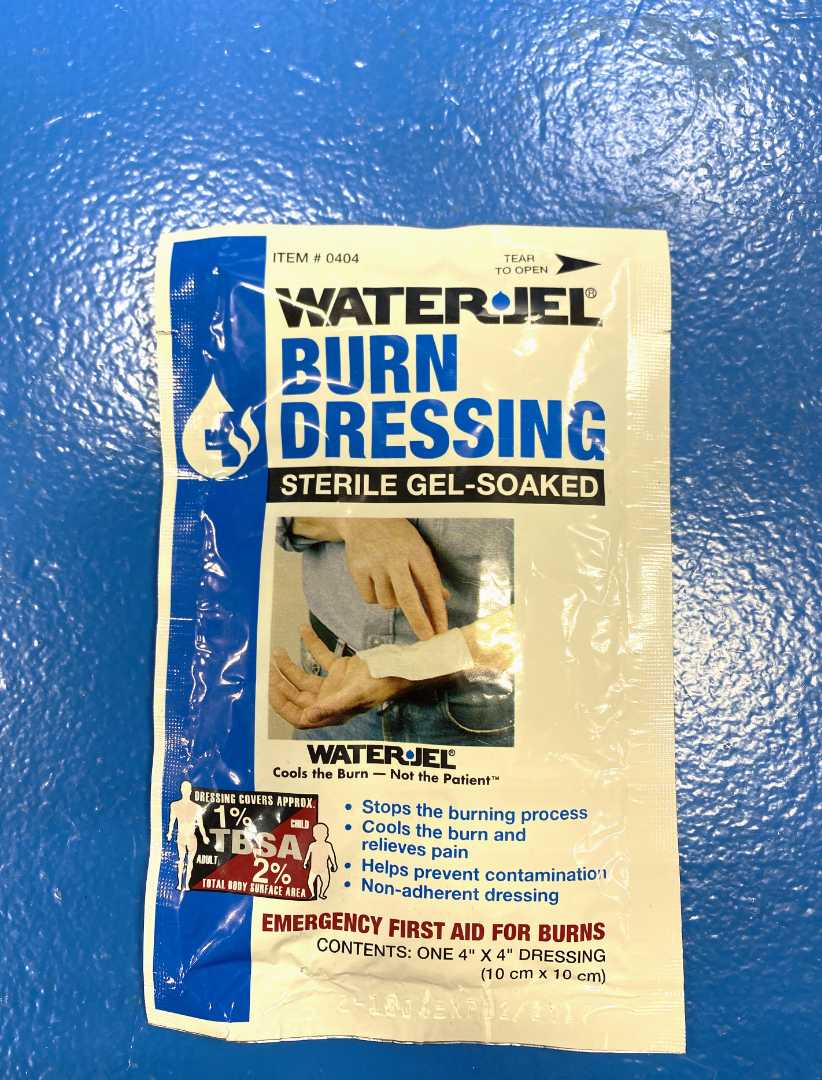 ITEM # 0404
TEAR
TO OPEN
WATER•JEL®
BURN
DRESSING
STERILE GEL-SOAKED
WATER•JEL®
Cools the Burn — Not the Patient™
DRESSING COVERS APPROX.
1%
CHILD
TBSA
ADULT
2%
TOTAL BODY SURFACE AREA
• Stops the burning process
• Cools the burn and
relieves pain
• Helps prevent contamination
• Non-adherent dressing
EMERGENCY FIRST AID FOR BURNS
CONTENTS: ONE 4" X 4" DRESSING
(10 cm x 10 cm)